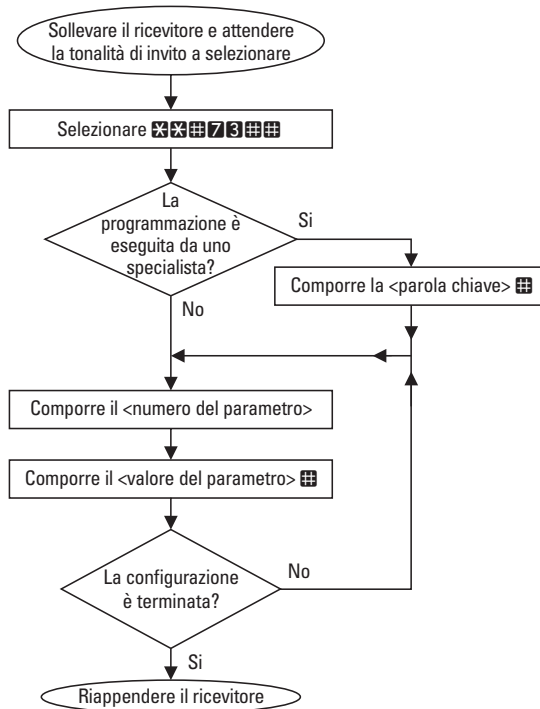 Sollevare il ricevitore e attendere
la tonalità di invito a selezionare
Selezionare **#73##
La
programmazione è
eseguita da uno
specialista?
Si
Comporre la <parola chiave> #
No
Comporre il <numero del parametro>
Comporre il <valore del parametro> #
La configurazione
è terminata?
No
Si
Riappendere il ricevitore